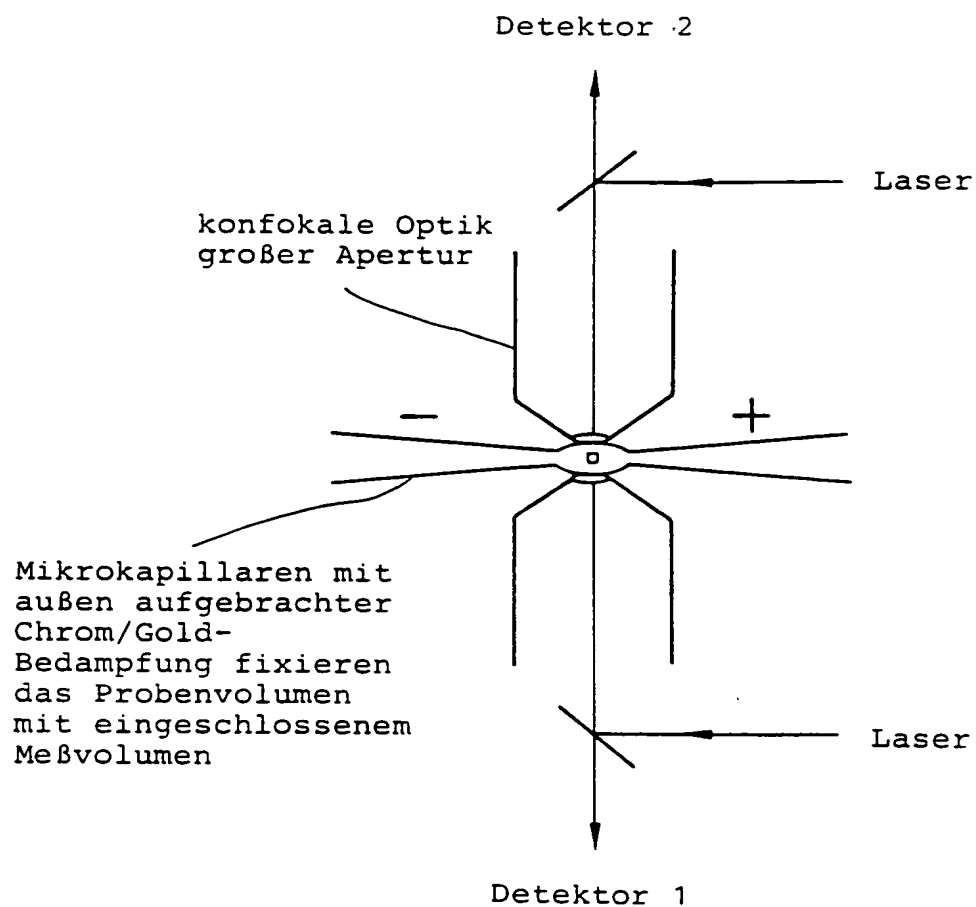 Detektor 2
Laser
konfokale Optik
großer Apertur
−
+
Mikrokapillaren mit
außen aufgebrachter
Chrom/Gold-
Bedampfung fixieren
das Probenvolumen
mit eingeschlossenem
Meßvolumen
Laser
Detektor 1